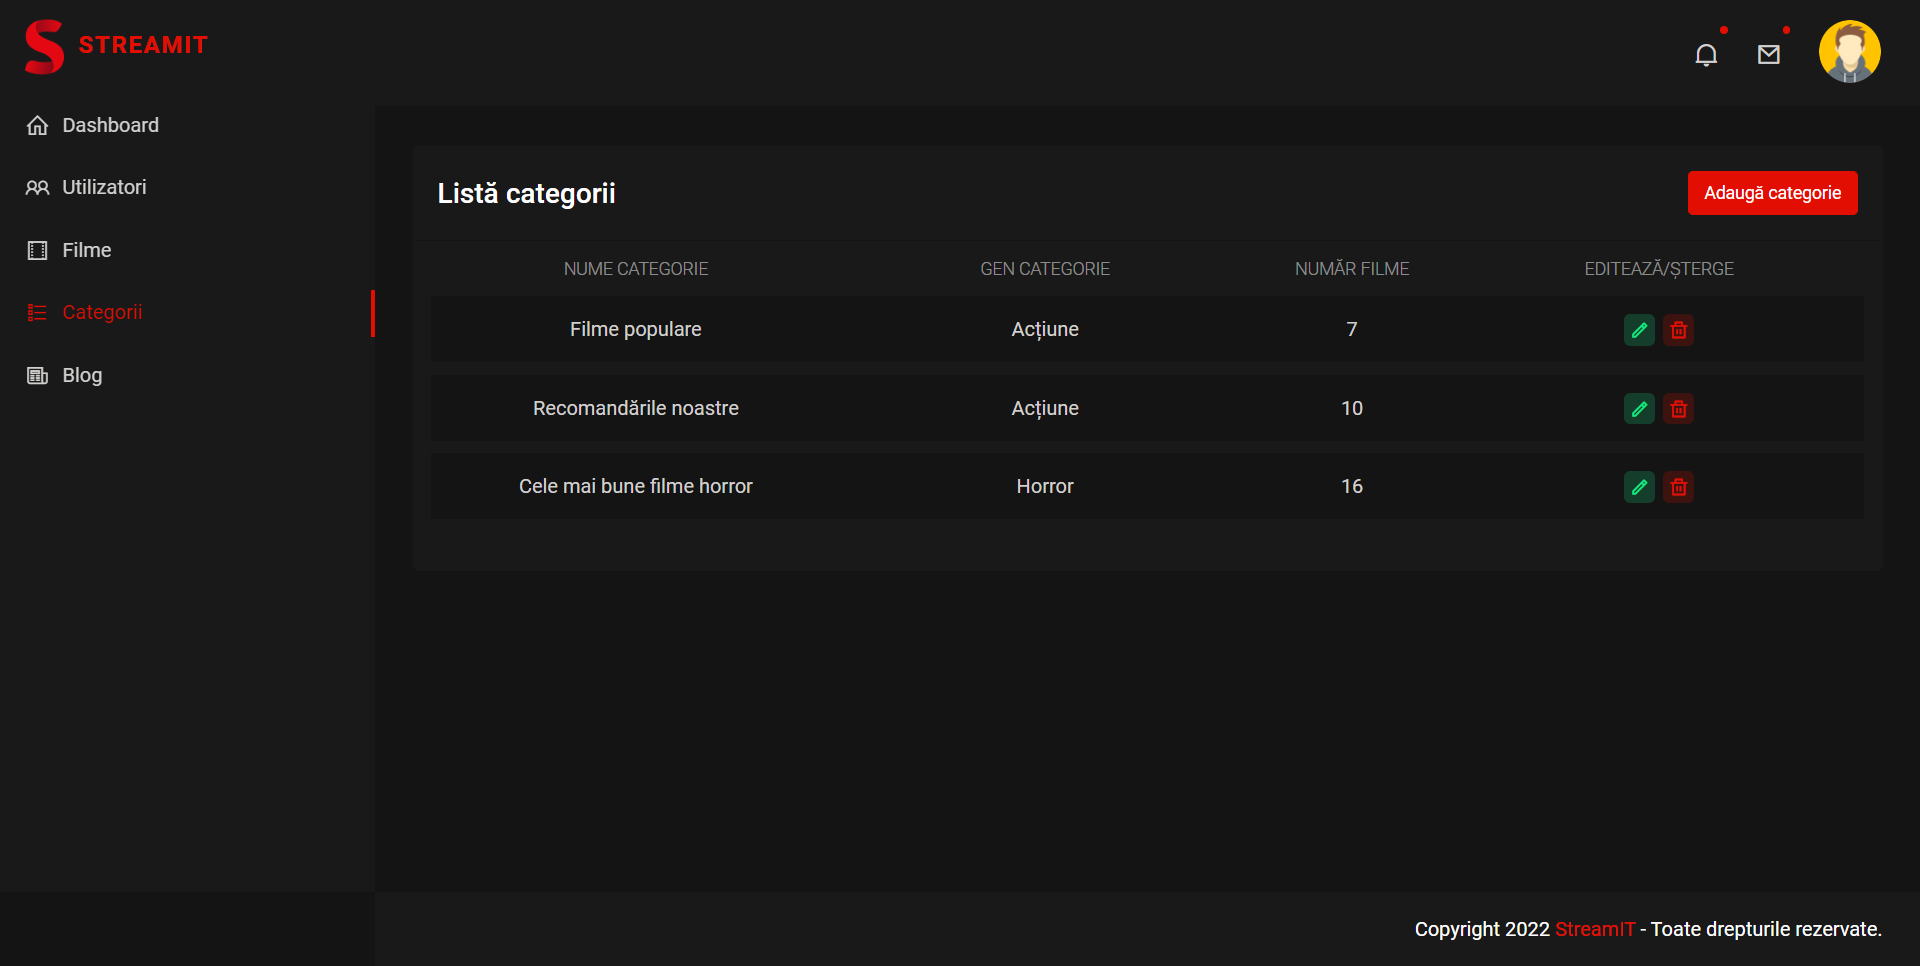 STREAMIT
Dashboard
Utilizatori
Filme
Categorii
Blog
Listă categorii
Adaugă categorie
NUME CATEGORIE GEN CATEGORIE NUMĂR FILME EDITEAZĂ/ȘTERGE
Filme populare Acțiune 7
Recomandările noastre Acțiune 10
Cele mai bune filme horror Horror 16
Copyright 2022 StreamIT - Toate drepturile rezervate.